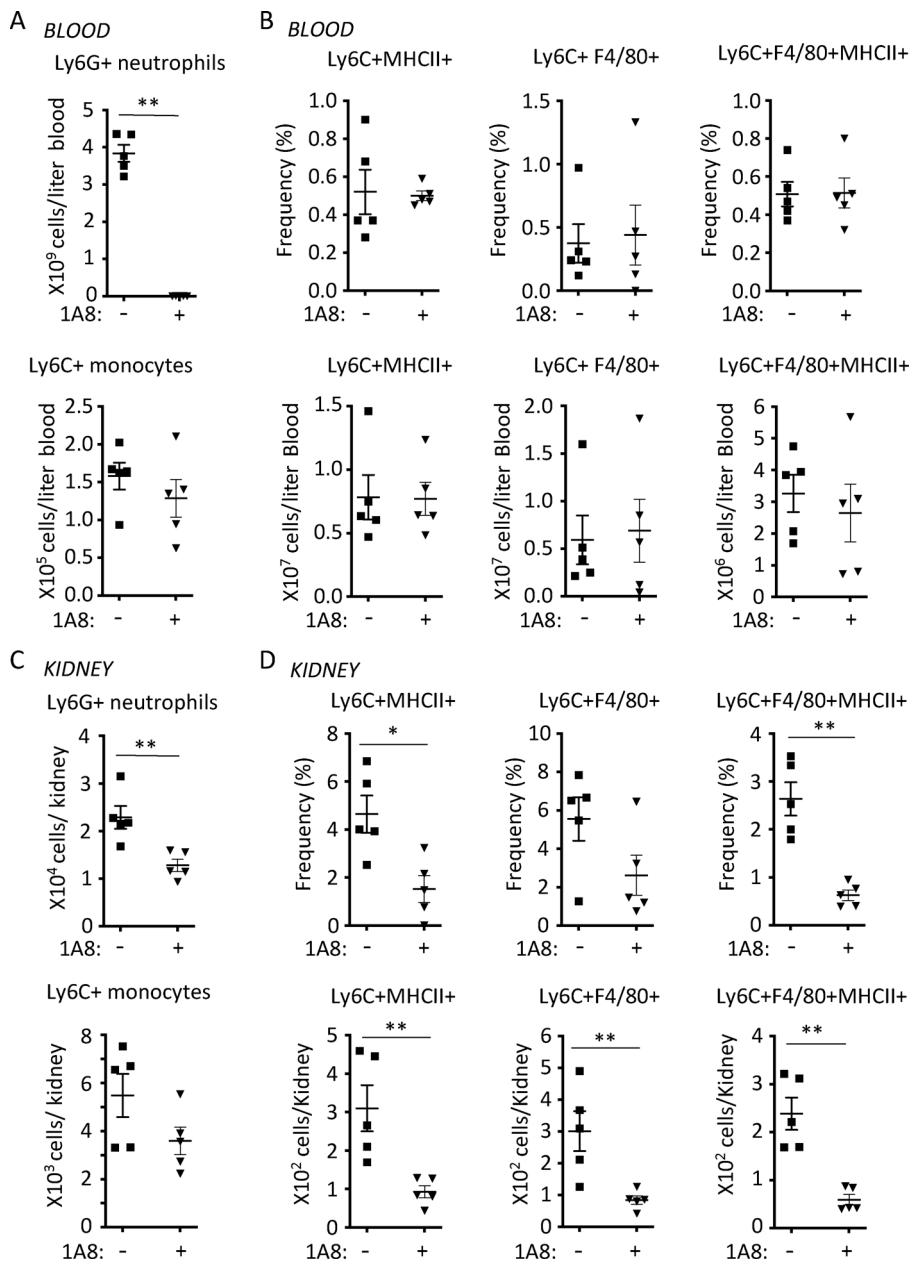 A BLOOD
Ly6G+ neutrophils
X10⁹ cells/liter blood
5
4
3
2
1
0
**
1A8: - +
Ly6C+ monocytes
X10⁵ cells/liter blood
2.5
2.0
1.5
1.0
0.5
0.0
1A8: - +
B BLOOD
Ly6C+MHCII+
Frequency (%)
1.0
0.8
0.6
0.4
0.2
0.0
1A8: - +
Ly6C+ F4/80+
Frequency (%)
1.5
1.0
0.5
0.0
1A8: - +
Ly6C+F4/80+MHCII+
Frequency (%)
1.0
0.8
0.6
0.4
0.2
0.0
1A8: - +
Ly6C+MHCII+
X10⁷ cells/liter Blood
1.5
1.0
0.5
0.0
1A8: - +
Ly6C+ F4/80+
X10⁷ cells/liter Blood
2.0
1.5
1.0
0.5
0.0
1A8: - +
Ly6C+F4/80+MHCII+
X10⁶ cells/liter Blood
6
5
4
3
2
1
0
1A8: - +
C KIDNEY
Ly6G+ neutrophils
X10⁴ cells/ kidney
4
3
2
1
0
**
1A8: - +
Ly6C+ monocytes
X10³ cells/ kidney
8
6
4
2
0
1A8: - +
D KIDNEY
Ly6C+MHCII+
Frequency (%)
8
6
4
2
0
*
1A8: - +
Ly6C+F4/80+
Frequency (%)
10
8
6
4
2
0
1A8: - +
Ly6C+F4/80+MHCII+
Frequency (%)
4
3
2
1
0
**
1A8: - +
Ly6C+MHCII+
X10² cells/Kidney
5
4
3
2
1
0
**
1A8: - +
Ly6C+F4/80+
X10² cells/Kidney
6
5
4
3
2
1
0
**
1A8: - +
Ly6C+F4/80+MHCII+
X10² cells/Kidney
4
3
2
1
0
**
1A8: - +